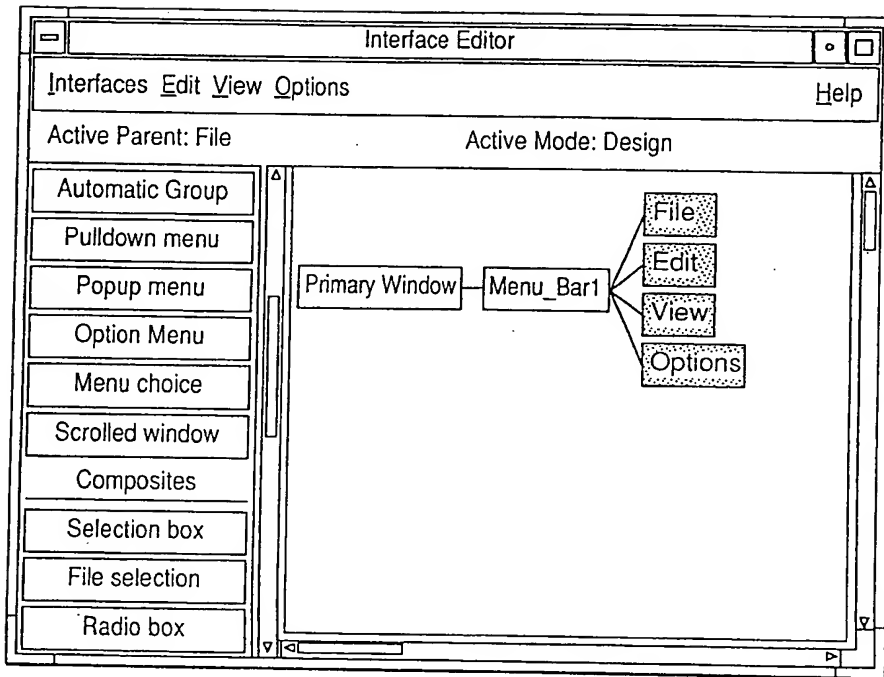 Interface Editor
Interfaces Edit View Options Help
Active Parent: File Active Mode: Design
Automatic Group
Pulldown menu
Popup menu
Option Menu
Menu choice
Scrolled window
Composites
Selection box
File selection
Radio box
Primary Window
Menu_Bar1
File
Edit
View
Options